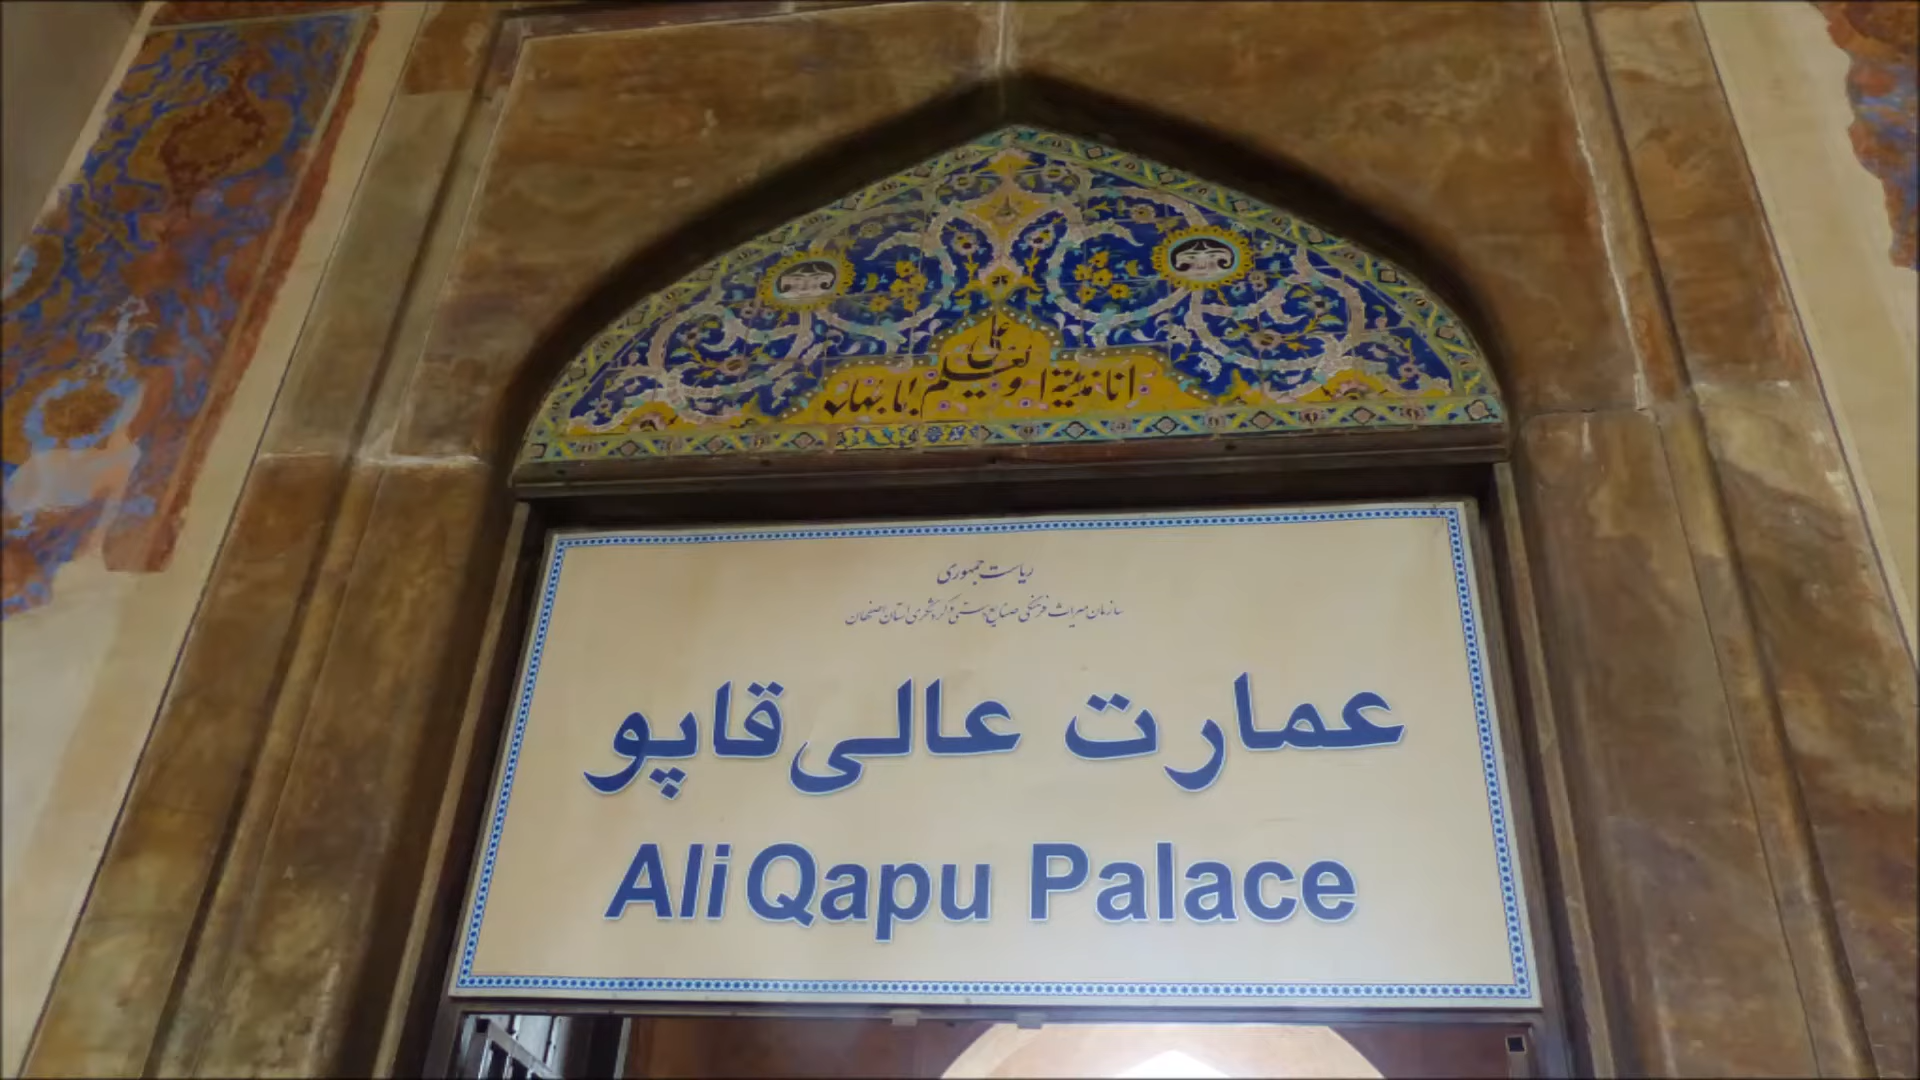 انا مدینة العلم و علی بابها
ریاست جمهوری
سازمان میراث فرهنگی صنایع دستی و گردشگری استان اصفهان
عمارت عالی قاپو
Ali Qapu Palace